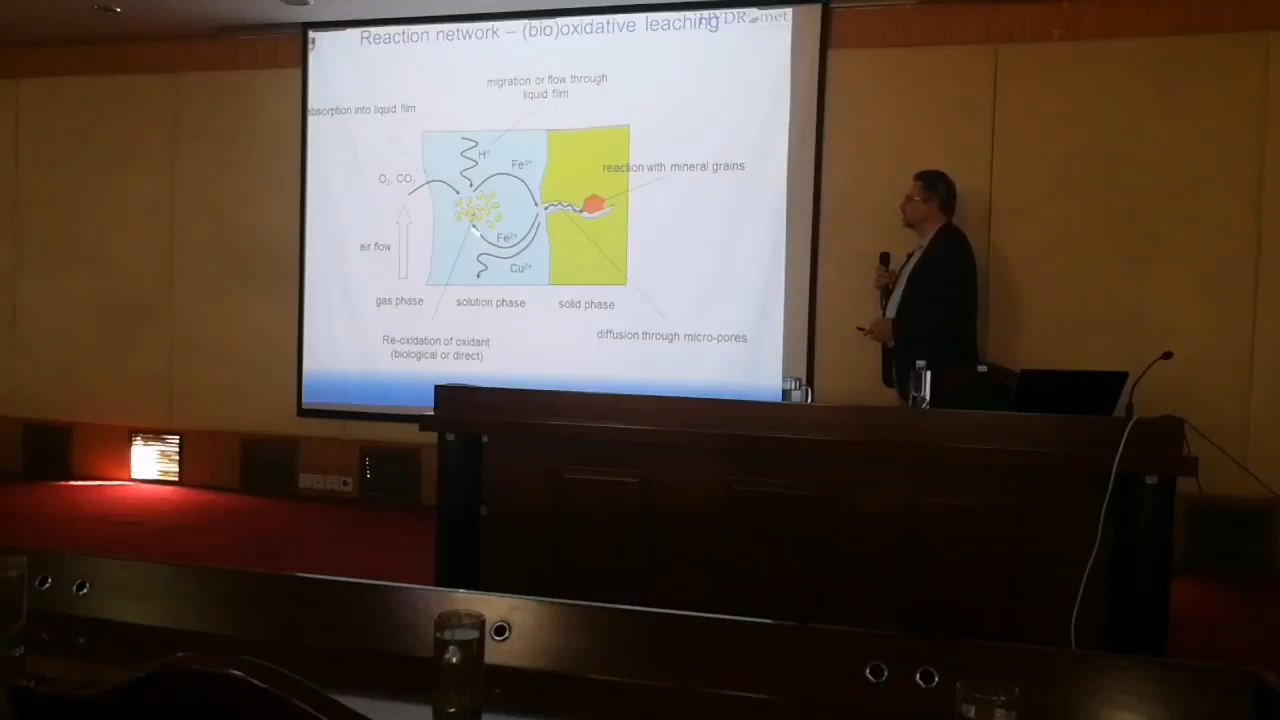 Reaction network – (bio)oxidative leaching
HYDRomet
migration or flow through
liquid film
absorption into liquid film
H⁺
Fe³⁺
reaction with mineral grains
O₂, CO₂
Fe²⁺
air flow
Cu²⁺
gas phase
solution phase
solid phase
diffusion through micro-pores
Re-oxidation of oxidant
(biological or direct)